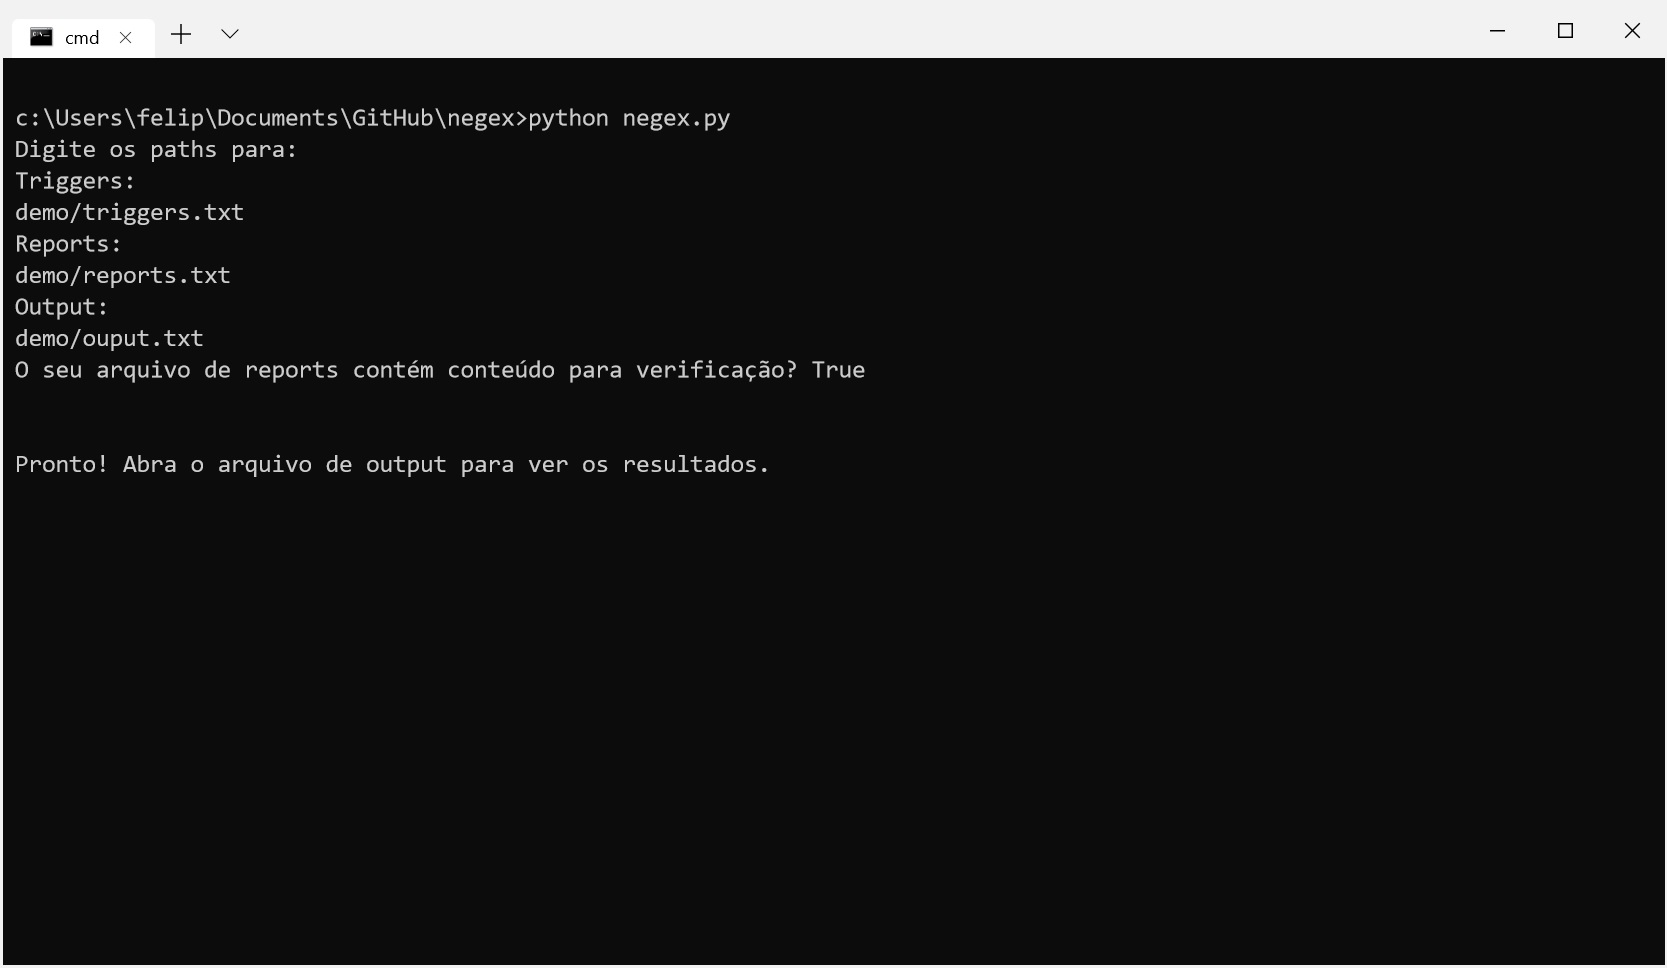 cmd
c:\Users\felip\Documents\GitHub\negex>python negex.py
Digite os paths para:
Triggers:
demo/triggers.txt
Reports:
demo/reports.txt
Output:
demo/ouput.txt
O seu arquivo de reports contém conteúdo para verificação? True
Pronto! Abra o arquivo de output para ver os resultados.